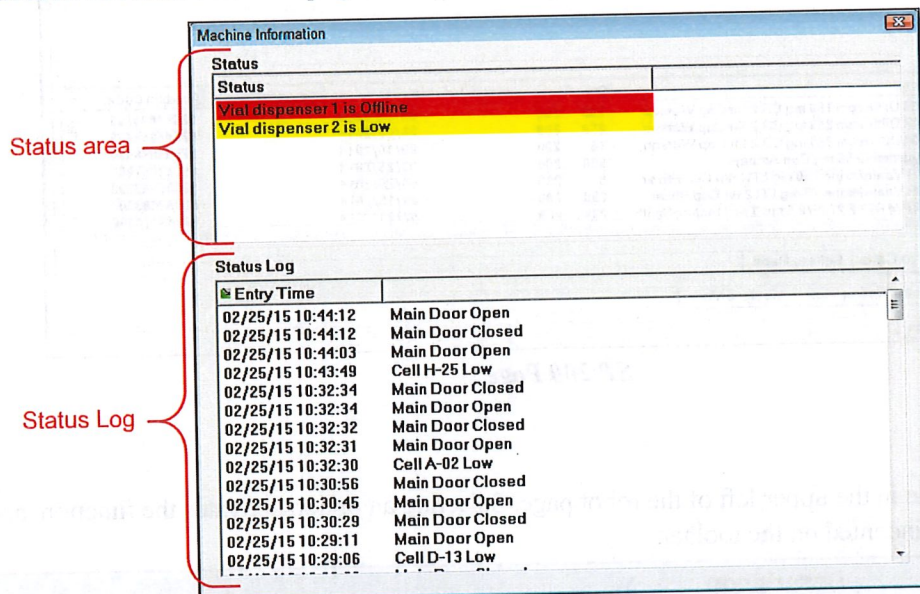 Machine Information
Status
Status
Vial dispenser 1 is Offline
Vial dispenser 2 is Low
Status area
Status Log
Entry Time
02/25/15 10:44:12 Main Door Open
02/25/15 10:44:12 Main Door Closed
02/25/15 10:44:03 Main Door Open
02/25/15 10:43:49 Cell H-25 Low
02/25/15 10:32:34 Main Door Closed
02/25/15 10:32:34 Main Door Open
02/25/15 10:32:32 Main Door Closed
02/25/15 10:32:31 Main Door Open
02/25/15 10:32:30 Cell A-02 Low
02/25/15 10:30:56 Main Door Closed
02/25/15 10:30:45 Main Door Open
02/25/15 10:30:29 Main Door Closed
02/25/15 10:29:11 Main Door Open
02/25/15 10:29:06 Cell D-13 Low
Status Log